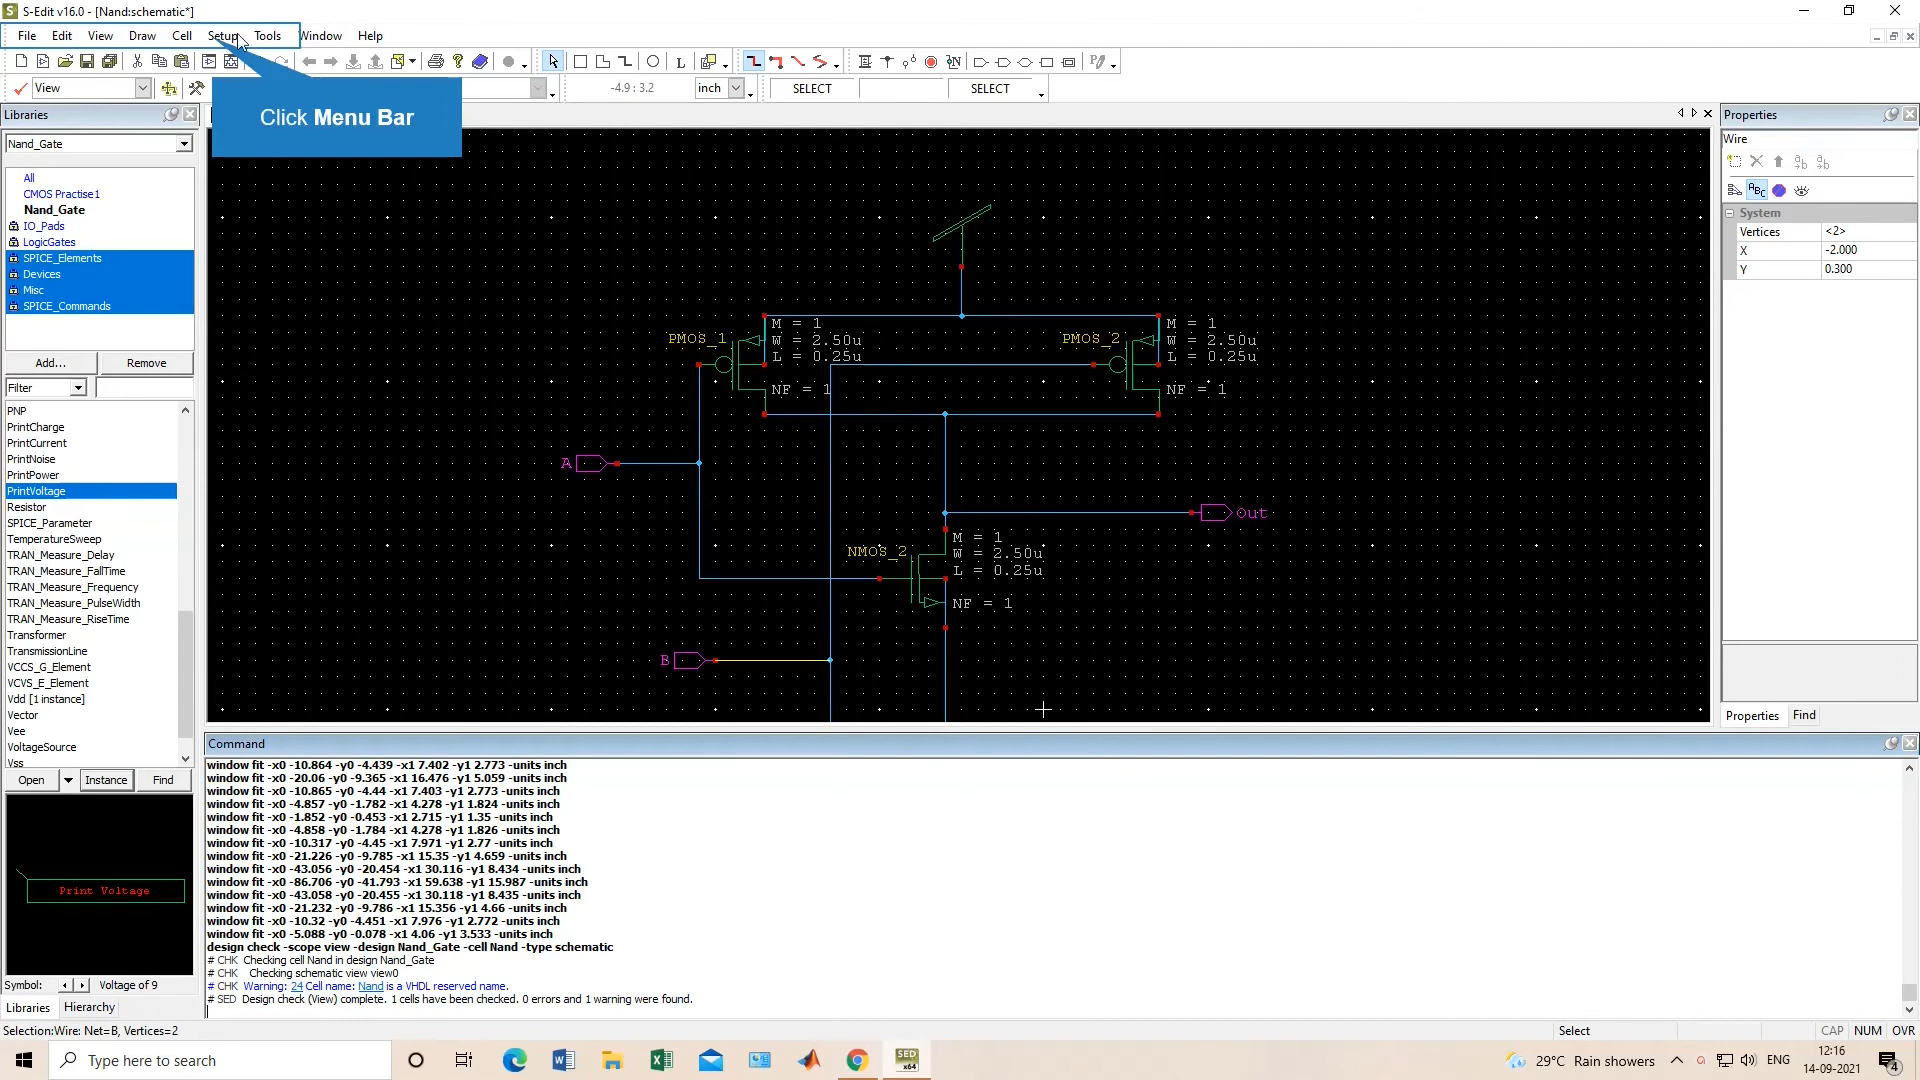 S-Edit v16.0 - [Nand:schematic*]
File Edit View Draw Cell Setup Tools Window Help
View -4.9 : 3.2 inch SELECT SELECT
Click Menu Bar
Libraries
Nand_Gate
All
CMOS Practise1
Nand_Gate
IO_Pads
LogicGates
SPICE_Elements
Devices
Misc
SPICE_Commands
Add... Remove
Filter
PNP
PrintCharge
PrintCurrent
PrintNoise
PrintPower
PrintVoltage
Resistor
SPICE_Parameter
TemperatureSweep
TRAN_Measure_Delay
TRAN_Measure_FallTime
TRAN_Measure_Frequency
TRAN_Measure_PulseWidth
TRAN_Measure_RiseTime
Transformer
TransmissionLine
VCCS_G_Element
VCVS_E_Element
Vdd [1 instance]
Vector
Vee
VoltageSource
Vss
Open Instance Find
Print Voltage
Symbol: Voltage of 9
Libraries Hierarchy
PMOS_1
M = 1
W = 2.50u
L = 0.25u
NF = 1
PMOS_2
M = 1
W = 2.50u
L = 0.25u
NF = 1
A
Out
NMOS_2
M = 1
W = 2.50u
L = 0.25u
NF = 1
B
Properties
Wire
System
Vertices <2>
X -2.000
Y 0.300
Properties Find
Command
window fit -x0 -10.864 -y0 -4.439 -x1 7.402 -y1 2.773 -units inch
window fit -x0 -20.06 -y0 -9.365 -x1 16.476 -y1 5.059 -units inch
window fit -x0 -10.865 -y0 -4.44 -x1 7.403 -y1 2.773 -units inch
window fit -x0 -4.857 -y0 -1.782 -x1 4.278 -y1 1.824 -units inch
window fit -x0 -1.852 -y0 -0.453 -x1 2.715 -y1 1.35 -units inch
window fit -x0 -4.858 -y0 -1.784 -x1 4.278 -y1 1.826 -units inch
window fit -x0 -10.317 -y0 -4.45 -x1 7.971 -y1 2.77 -units inch
window fit -x0 -21.226 -y0 -9.785 -x1 15.35 -y1 4.659 -units inch
window fit -x0 -43.056 -y0 -20.454 -x1 30.116 -y1 8.434 -units inch
window fit -x0 -86.706 -y0 -41.793 -x1 59.638 -y1 15.987 -units inch
window fit -x0 -43.058 -y0 -20.455 -x1 30.118 -y1 8.435 -units inch
window fit -x0 -21.232 -y0 -9.786 -x1 15.356 -y1 4.66 -units inch
window fit -x0 -10.32 -y0 -4.451 -x1 7.976 -y1 2.772 -units inch
window fit -x0 -5.088 -y0 -0.078 -x1 4.06 -y1 3.533 -units inch
design check -scope view -design Nand_Gate -cell Nand -type schematic
# CHK Checking cell Nand in design Nand_Gate
# CHK Checking schematic view view0
# CHK Warning: 24 Cell name: Nand is a VHDL reserved name.
# SED Design check (View) complete. 1 cells have been checked. 0 errors and 1 warning were found.
Selection:Wire: Net=B, Vertices=2 Select CAP NUM OVR
Type here to search
SED
x64
29°C Rain showers
ENG
12:16
14-09-2021
4